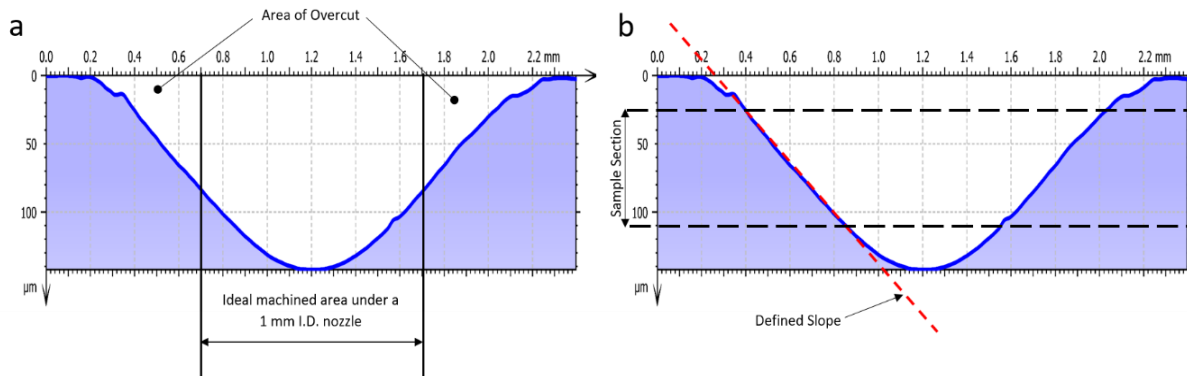 a
Area of Overcut
0.0 0.2 0.4 0.6 0.8 1.0 1.2 1.4 1.6 1.8 2.0 2.2 mm
0
50
100
µm
Ideal machined area under a
1 mm I.D. nozzle
b
0.0 0.2 0.4 0.6 0.8 1.0 1.2 1.4 1.6 1.8 2.0 2.2 mm
0
50
100
µm
Sample Section
Defined Slope